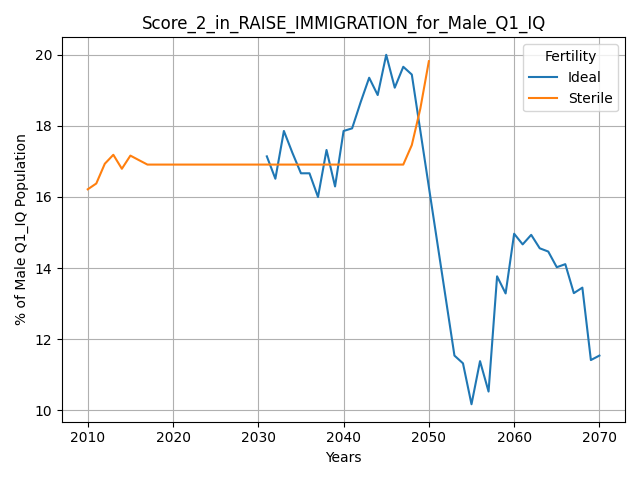 Score_2_in_RAISE_IMMIGRATION_for_Male_Q1_IQ
Fertility
Ideal
Sterile
% of Male Q1_IQ Population
20
18
16
14
12
10
2010 2020 2030 2040 2050 2060 2070
Years